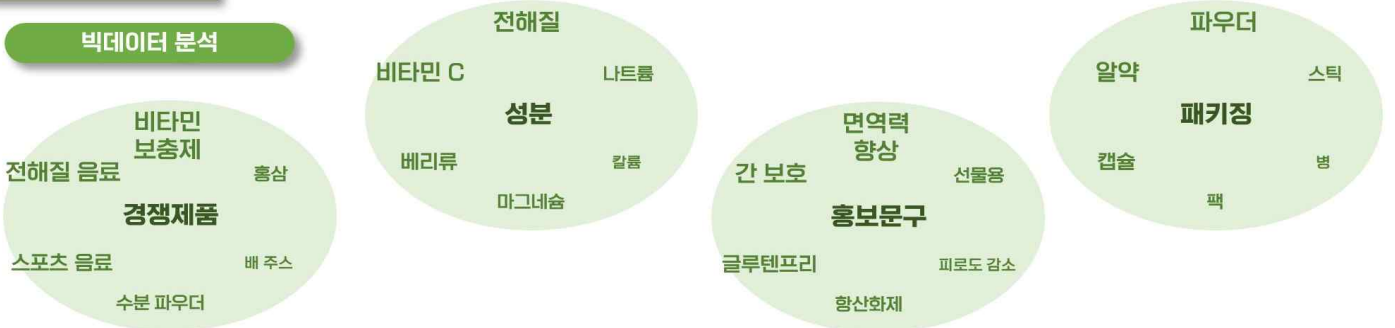 빅데이터 분석
비타민
보충제
전해질 음료
홍삼
경쟁제품
스포츠 음료
배 주스
수분 파우더
전해질
비타민 C
나트륨
성분
베리류
칼륨
마그네슘
면역력
향상
간 보호
선물용
홍보문구
글루텐프리
피로도 감소
항산화제
파우더
알약
스틱
패키징
캡슐
병
팩